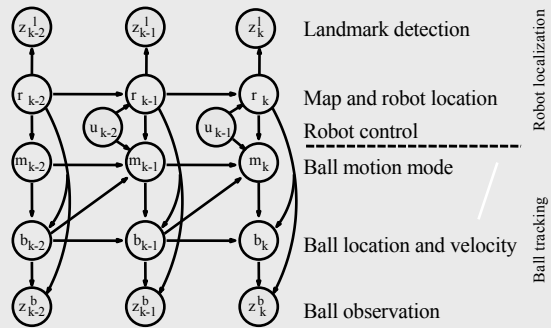 z^l_{k-2} z^l_{k-1} z^l_k Landmark detection
r_{k-2} r_{k-1} r_k Map and robot location
u_{k-2} u_{k-1} Robot control
m_{k-2} m_{k-1} m_k Ball motion mode
b_{k-2} b_{k-1} b_k Ball location and velocity
z^b_{k-2} z^b_{k-1} z^b_k Ball observation
Robot localization
Ball tracking